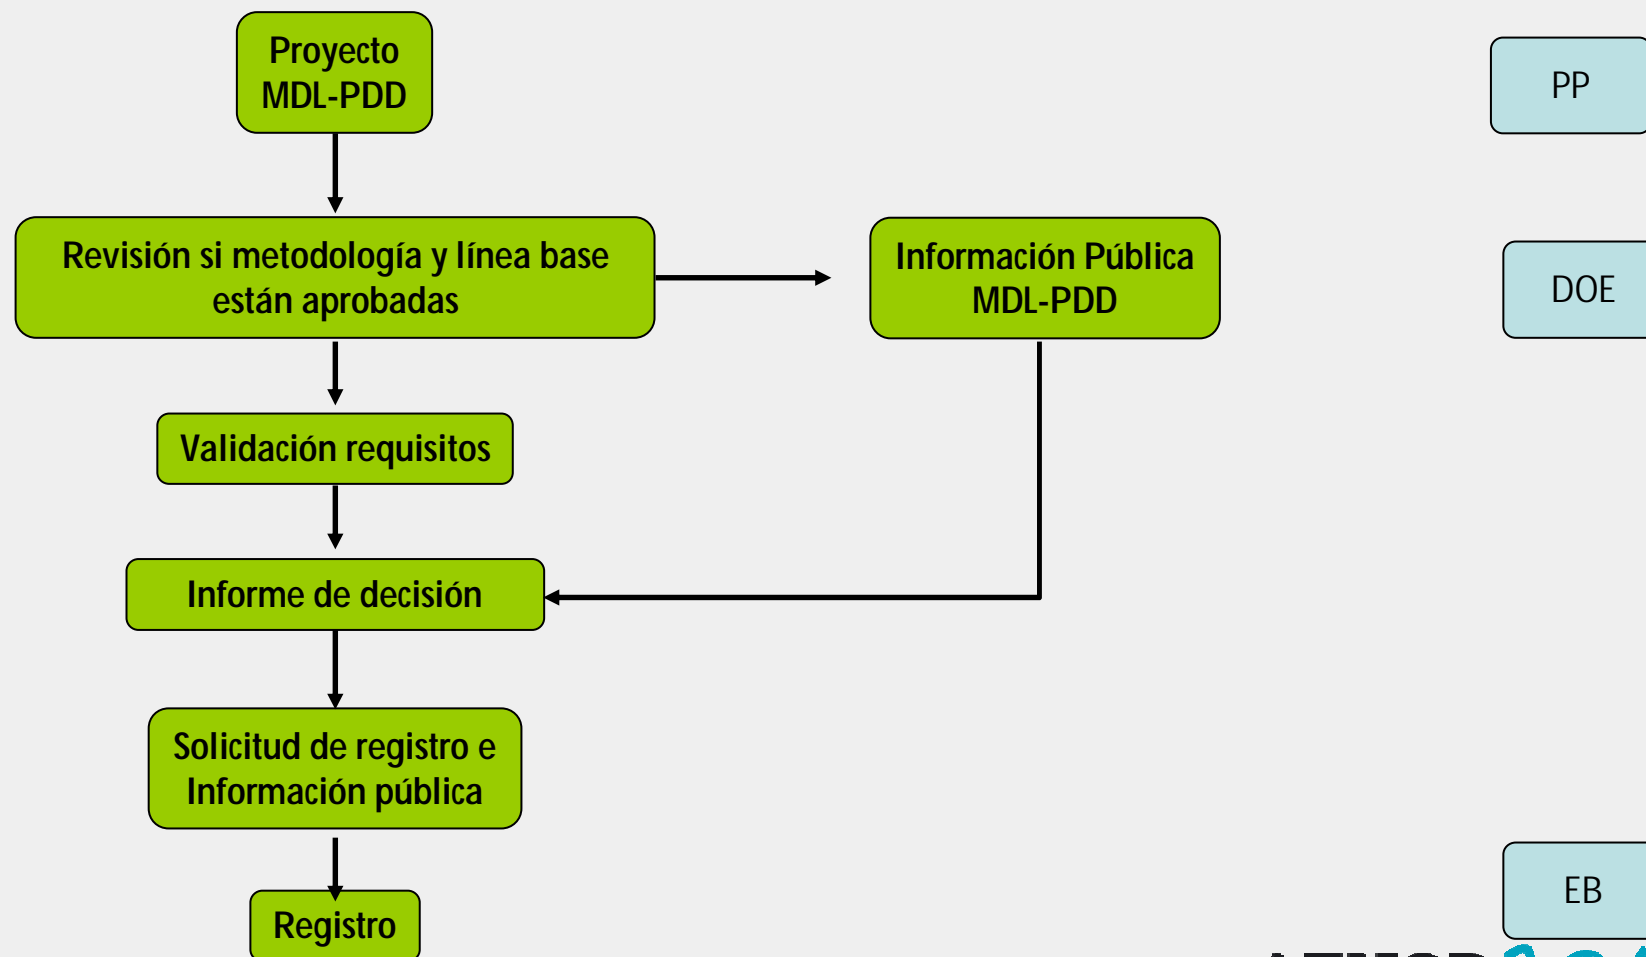 Proyecto
MDL-PDD
PP
Revisión si metodología y línea base
están aprobadas
Información Pública
MDL-PDD
DOE
Validación requisitos
Informe de decisión
Solicitud de registro e
Información pública
EB
Registro